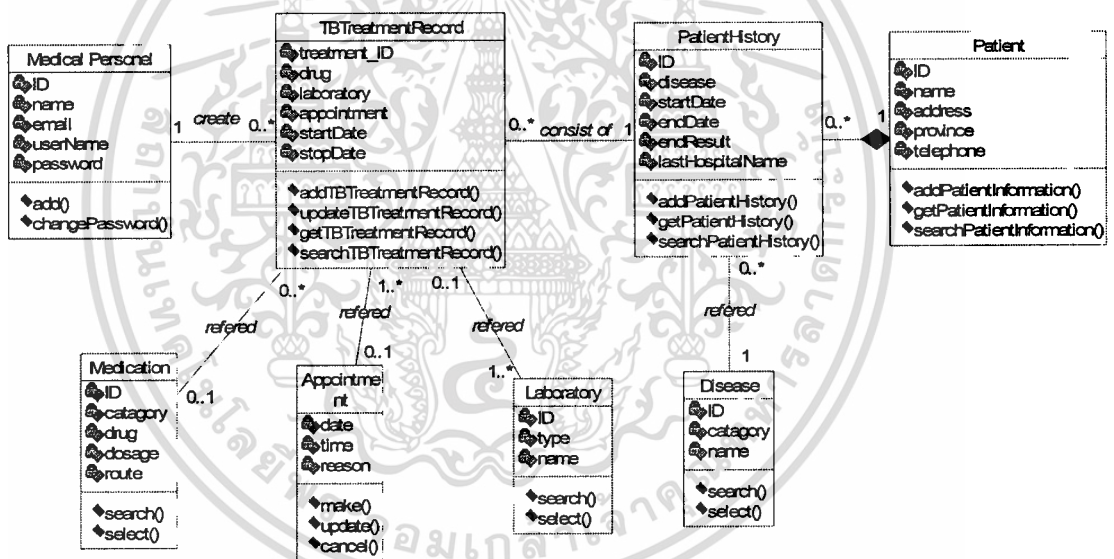 Medical Personel
ID
name
email
userName
password
add()
changePassword()
1
create
0..*
TBTreatmentRecord
treatment_ID
drug
laboratory
appointment
startDate
stopDate
addTBTreatmentRecord()
updateTBTreatmentRecord()
getTBTreatmentRecord()
searchTBTreatmentRecord()
0..*
consist of
1
PatientHistory
ID
disease
startDate
endDate
endResult
lastHospitalName
addPatientHistory()
getPatientHistory()
searchPatientHistory()
0..*
1
Patient
ID
name
address
province
telephone
addPatientInformation()
getPatientInformation()
searchPatientInformation()
0..*
refered
0..1
1..*
refered
0..1
0..1
refered
1..*
0..*
refered
1
Medication
ID
catagory
drug
dosage
route
search()
select()
Appointme
nt
date
time
reason
make()
update()
cancel()
Laboratory
ID
type
name
search()
select()
Disease
ID
catagory
name
search()
select()